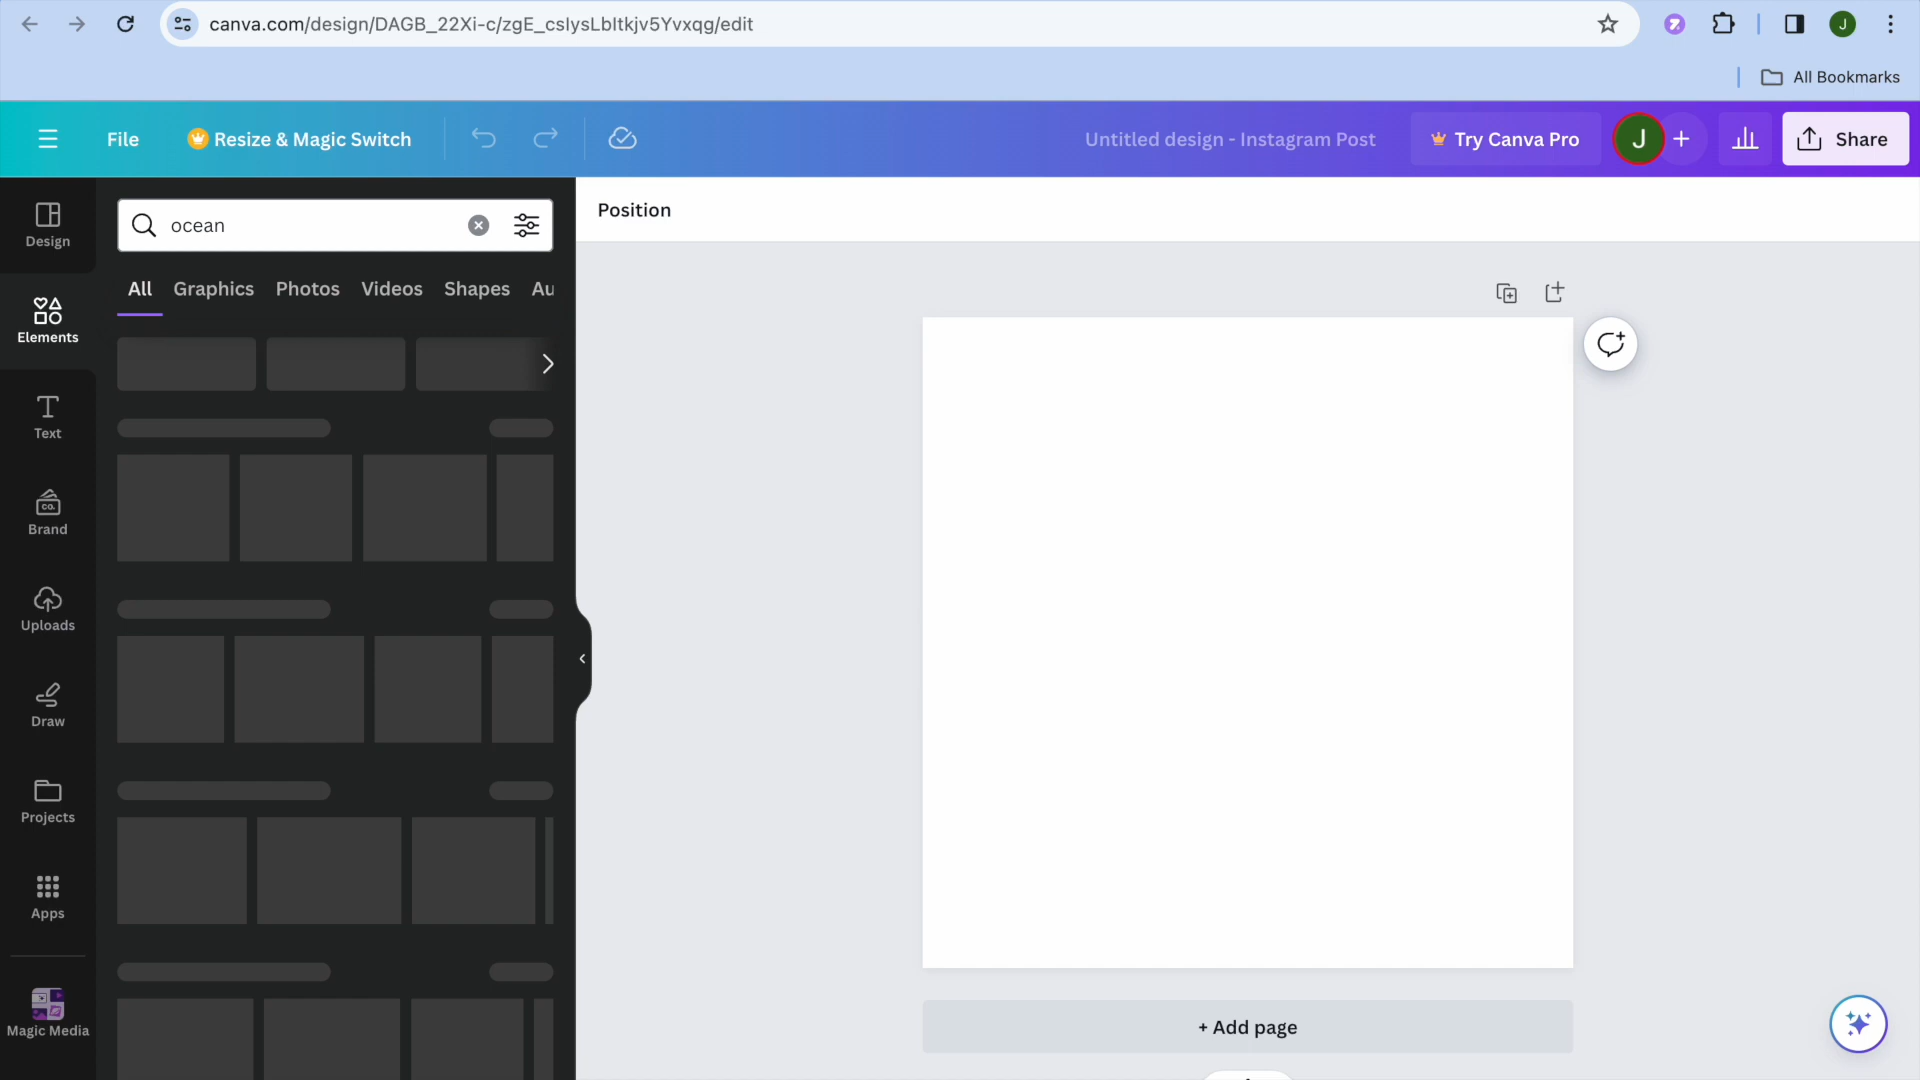 canva.com/design/DAGB_22Xi-c/zgE_cslysLbltkjv5Yvxqg/edit
J
All Bookmarks
File
Resize & Magic Switch
Untitled design - Instagram Post
Try Canva Pro
J
Share
Design
Elements
Text
CO.
Brand
Uploads
Draw
Projects
Apps
Magic Media
ocean
All
Graphics
Photos
Videos
Shapes
Au
Position
+ Add page